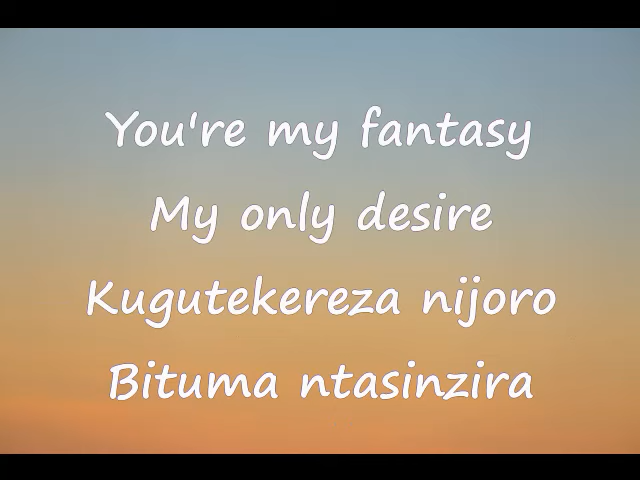 You're my fantasy
My only desire
Kugutekereza nijoro
Bituma ntasinzira